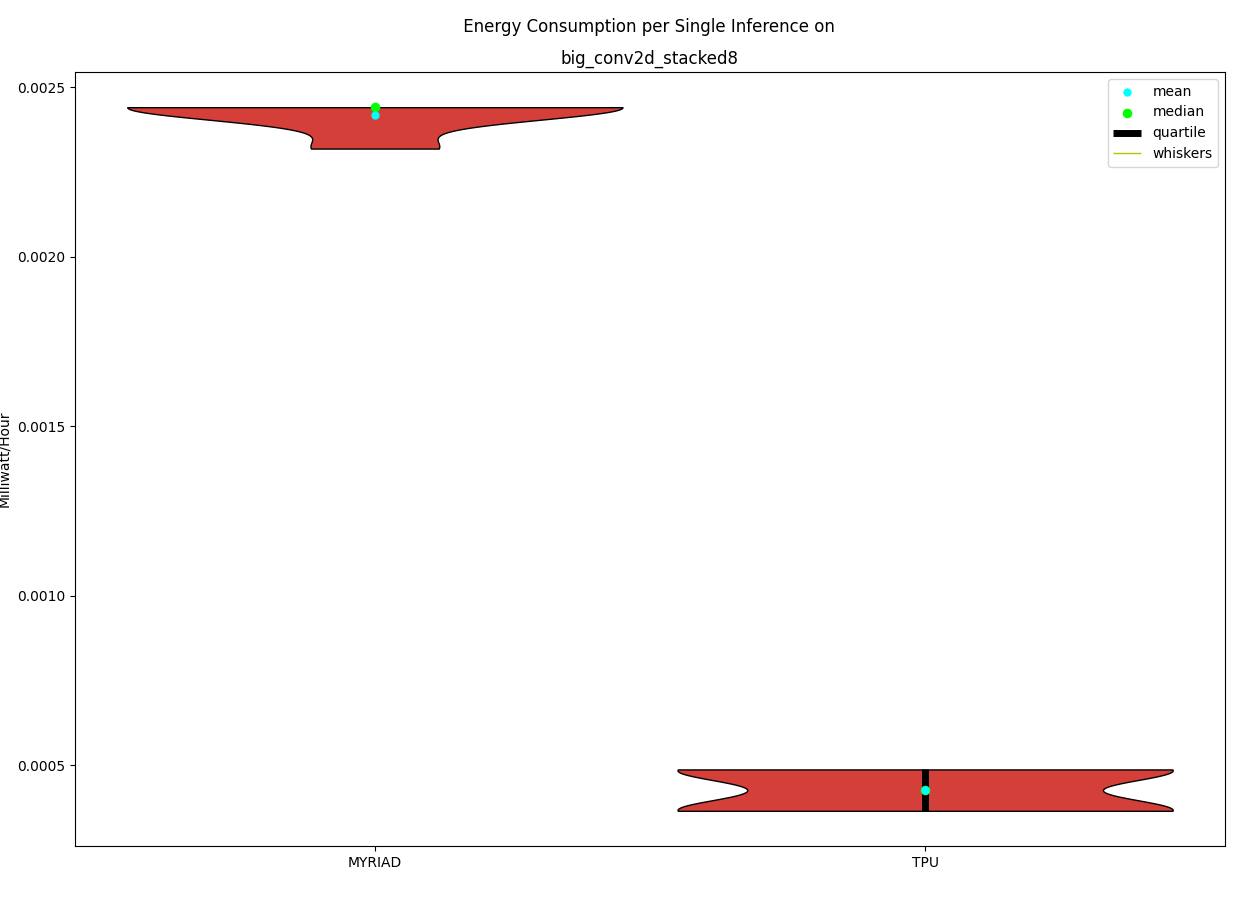 Energy Consumption per Single Inference on
big_conv2d_stacked8
0.0025
0.0020
0.0015
0.0010
0.0005
Milliwatt/Hour
MYRIAD
TPU
mean
median
quartile
whiskers